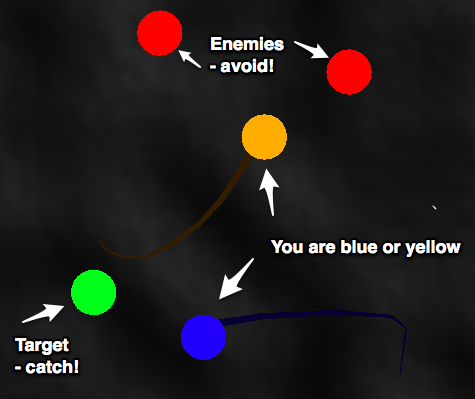 Enemies
- avoid!
You are blue or yellow
Target
- catch!